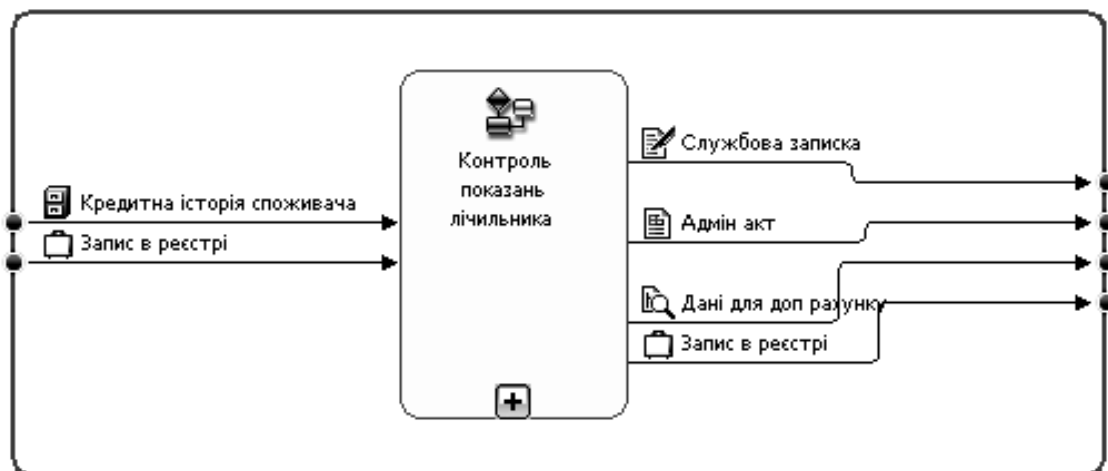 Контроль
показань
лічильника
Кредитна історія споживача
Запис в реєстрі
Службова записка
Адмін акт
Дані для доп рахунку
Запис в реєстрі